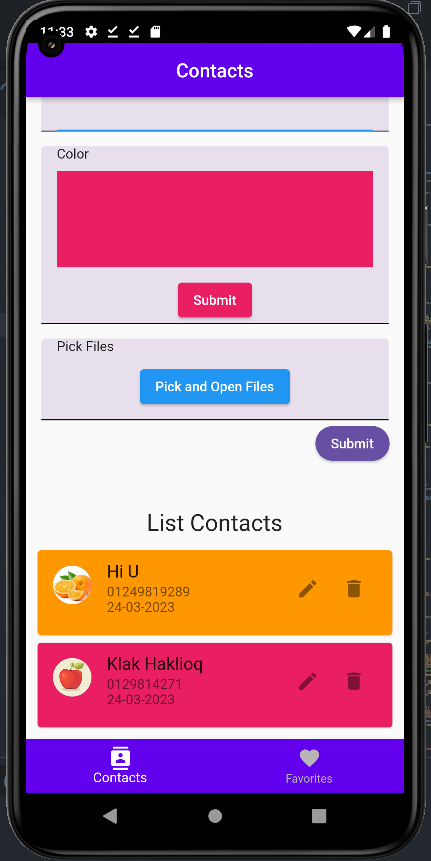 11:33
Contacts
Color
Submit
Pick Files
Pick and Open Files
Submit
List Contacts
Hi U
01249819289
24-03-2023
Klak Haklioq
0129814271
24-03-2023
Contacts
Favorites